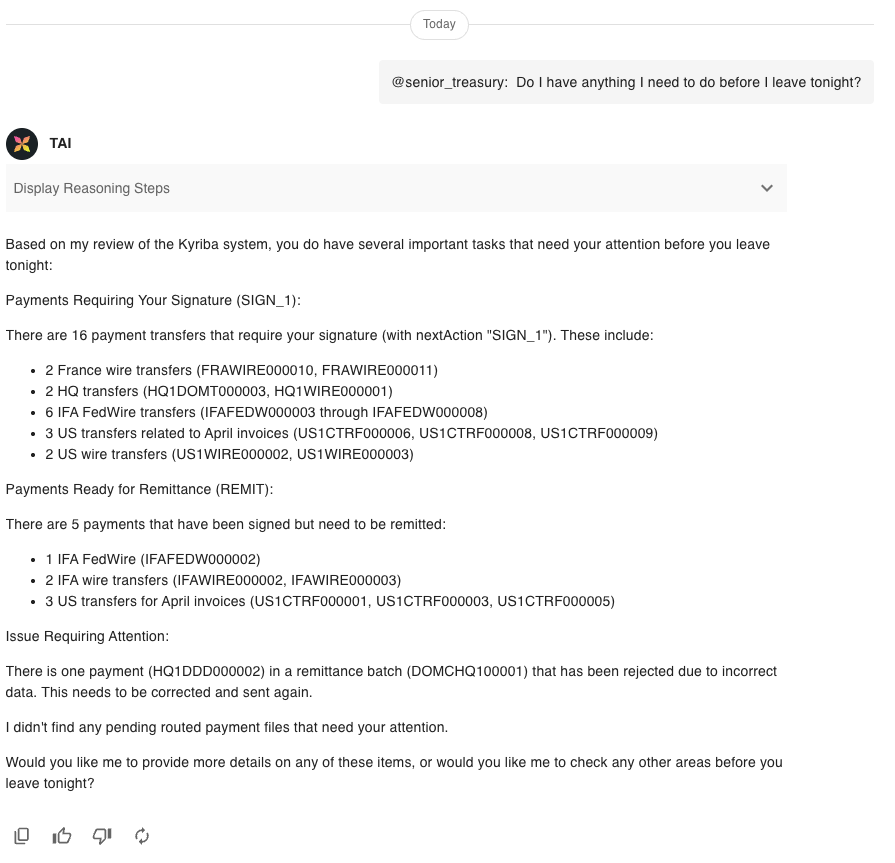 Today
@senior_treasury: Do I have anything I need to do before I leave tonight?
TAI
Display Reasoning Steps
Based on my review of the Kyriba system, you do have several important tasks that need your attention before you leave
tonight:
Payments Requiring Your Signature (SIGN_1):
There are 16 payment transfers that require your signature (with nextAction "SIGN_1"). These include:
• 2 France wire transfers (FRAWIRE000010, FRAWIRE000011)
• 2 HQ transfers (HQ1DOMT000003, HQ1WIRE000001)
• 6 IFA FedWire transfers (IFAFEDW000003 through IFAFEDW000008)
• 3 US transfers related to April invoices (US1CTRF000006, US1CTRF000008, US1CTRF000009)
• 2 US wire transfers (US1WIRE000002, US1WIRE000003)
Payments Ready for Remittance (REMIT):
There are 5 payments that have been signed but need to be remitted:
• 1 IFA FedWire (IFAFEDW000002)
• 2 IFA wire transfers (IFAWIRE000002, IFAWIRE000003)
• 3 US transfers for April invoices (US1CTRF000001, US1CTRF000003, US1CTRF000005)
Issue Requiring Attention:
There is one payment (HQ1DDD000002) in a remittance batch (DOMCHQ100001) that has been rejected due to incorrect
data. This needs to be corrected and sent again.
I didn't find any pending routed payment files that need your attention.
Would you like me to provide more details on any of these items, or would you like me to check any other areas before you
leave tonight?